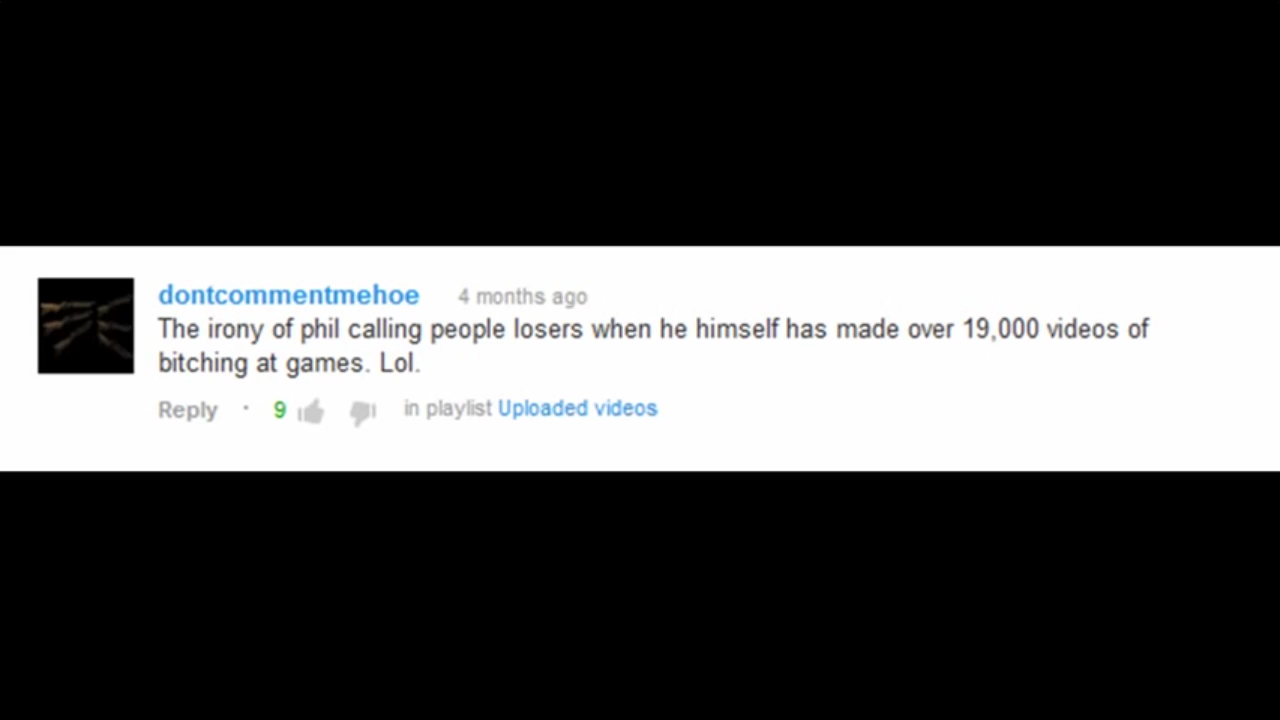 dontcommentmehoe 4 months ago
The irony of phil calling people losers when he himself has made over 19,000 videos of
bitching at games. Lol.
Reply · 9 in playlist Uploaded videos